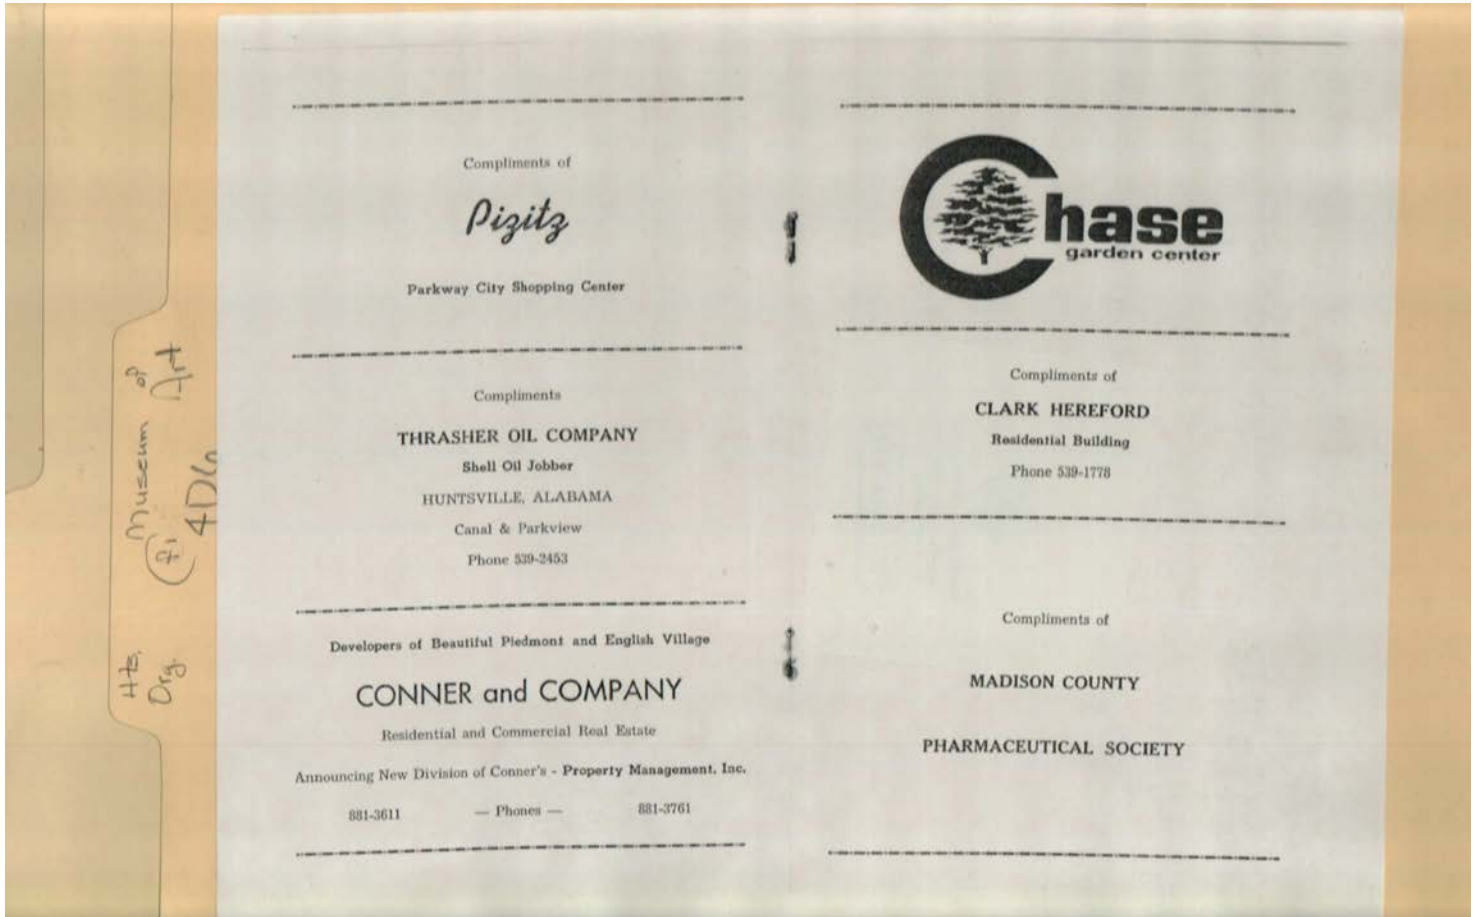 Compliments of
Pizitz
Parkway City Shopping Center
Compliments
THRASHER OIL COMPANY
Shell Oil Jobber
HUNTSVILLE, ALABAMA
Canal & Parkview
Phone 539-2453
Developers of Beautiful Piedmont and English Village
CONNER and COMPANY
Residential and Commercial Real Estate
Announcing New Division of Conner's - Property Management, Inc.
881-3611 — Phones — 881-3761
Chase
garden center
Compliments of
CLARK HEREFORD
Residential Building
Phone 539-1778
Compliments of
MADISON COUNTY
PHARMACEUTICAL SOCIETY
Museum of
Art
Org.